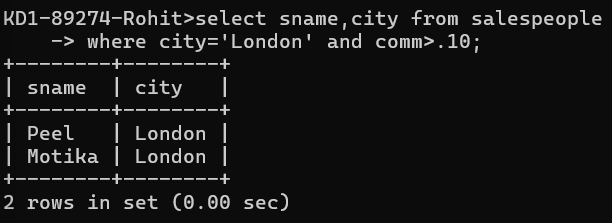 KD1-89274-Rohit>select sname,city from salespeople
    -> where city='London' and comm>.10;
+--------+--------+
| sname  | city   |
+--------+--------+
| Peel   | London |
| Motika | London |
+--------+--------+
2 rows in set (0.00 sec)